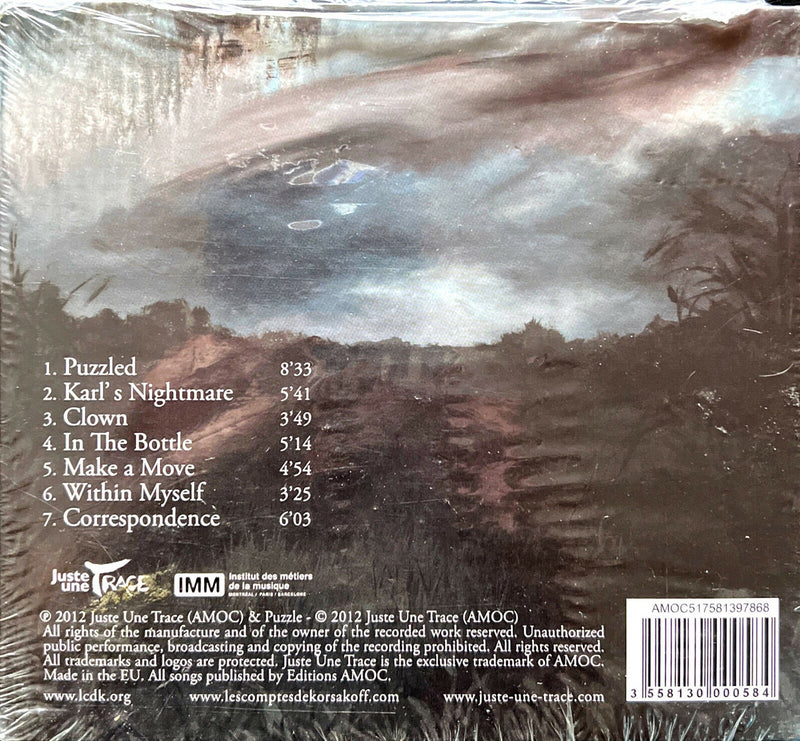 1. Puzzled 8'33
2. Karl's Nightmare 5'41
3. Clown 3'49
4. In The Bottle 5'14
5. Make a Move 4'54
6. Within Myself 3'25
7. Correspondence 6'03
Juste
une TRACE
IMM
Institut des métiers
de la musique
MONTRÉAL / PARIS / BARCELONE
℗ 2012 Juste Une Trace (AMOC) & Puzzle - © 2012 Juste Une Trace (AMOC)
All rights of the manufacture and of the owner of the recorded work reserved. Unauthorized
public performance, broadcasting and copying of the recording prohibited. All rights reserved.
All trademarks and logos are protected. Juste Une Trace is the exclusive trademark of AMOC.
Made in the EU. All songs published by Editions AMOC.
www.lcdk.org www.lescomptesdekorsakoff.com www.juste-une-trace.com
AMOC517581397868
3 558130 000584